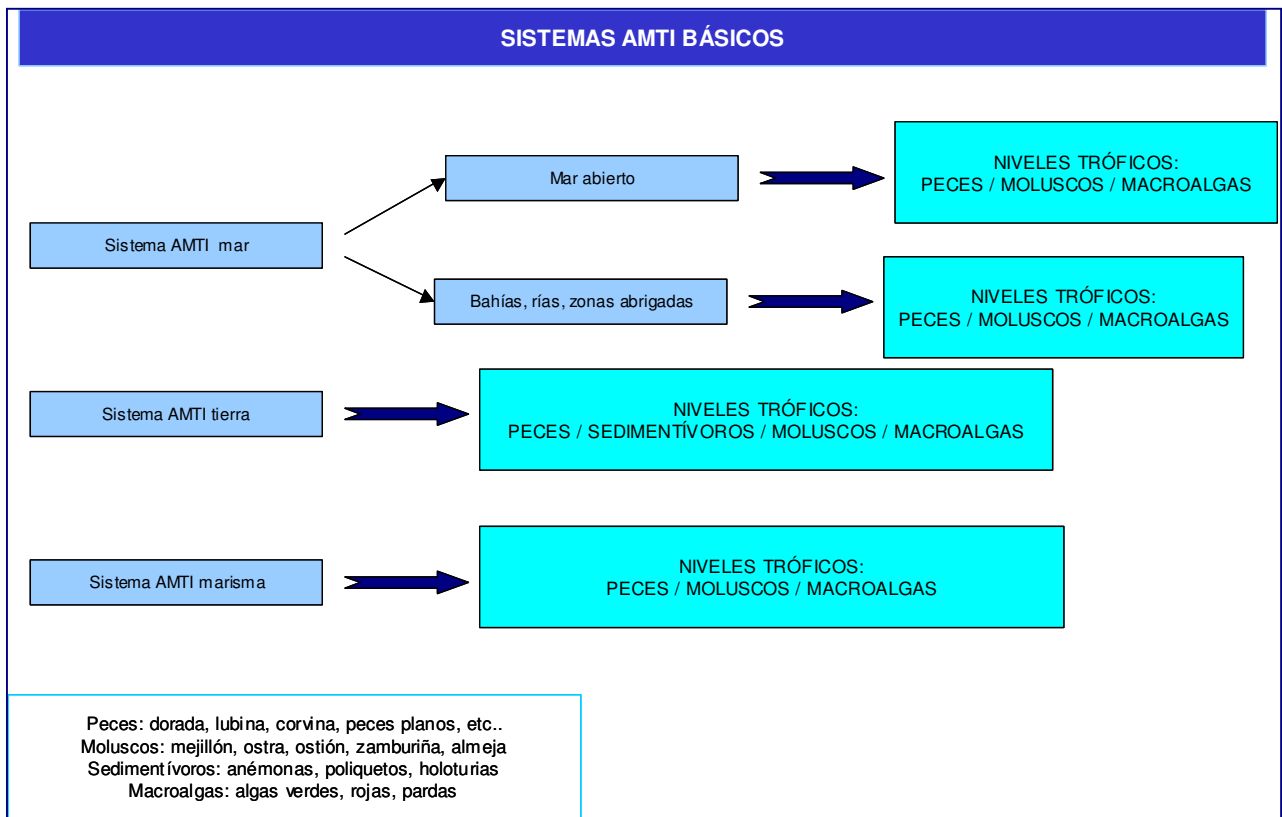 SISTEMAS AMTI BÁSICOS
Mar abierto
NIVELES TRÓFICOS:
PECES / MOLUSCOS / MACROALGAS
Sistema AMTI mar
Bahías, rías, zonas abrigadas
NIVELES TRÓFICOS:
PECES / MOLUSCOS / MACROALGAS
Sistema AMTI tierra
NIVELES TRÓFICOS:
PECES / SEDIMENTÍVOROS / MOLUSCOS / MACROALGAS
Sistema AMTI marisma
NIVELES TRÓFICOS:
PECES / MOLUSCOS / MACROALGAS
Peces: dorada, lubina, corvina, peces planos, etc..
Moluscos: mejillón, ostra, ostión, zamburiña, almeja
Sedimentívoros: anémonas, poliquetos, holoturias
Macroalgas: algas verdes, rojas, pardas